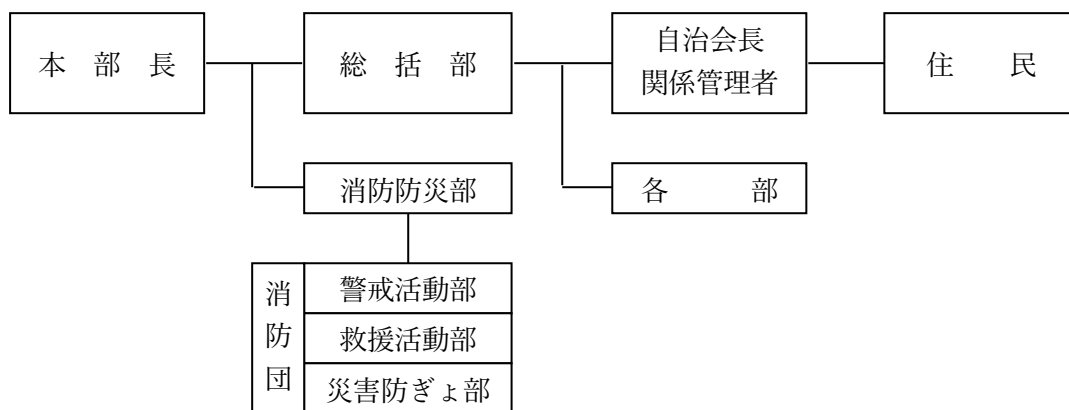 本　部　長
総　括　部
自治会長
関係管理者
住　　民
消防防災部
各　　　部
消防団
警戒活動部
救援活動部
災害防ぎょ部